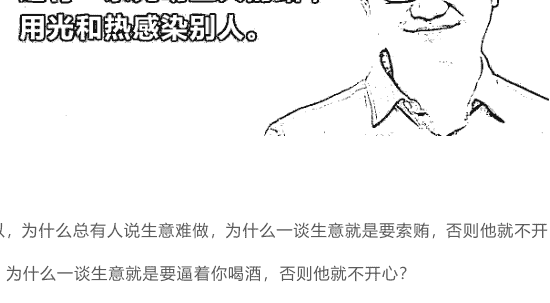 用光和热感染别人。
，为什么总有人说生意难做，为什么一谈生意就是要索贿，否则他就不开
为什么一谈生意就是要逼着你喝酒，否则他就不开心？